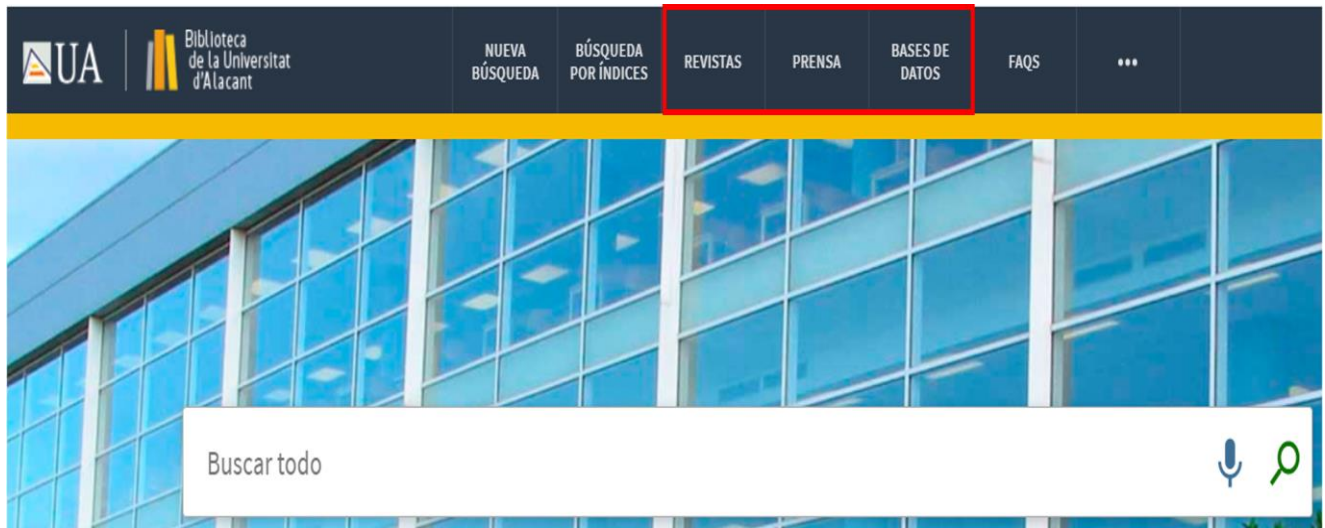 UA
Biblioteca
de la Universitat
d'Alacant
NUEVA
BÚSQUEDA
BÚSQUEDA
POR ÍNDICES
REVISTAS
PRENSA
BASES DE
DATOS
FAQS
•••
Buscar todo